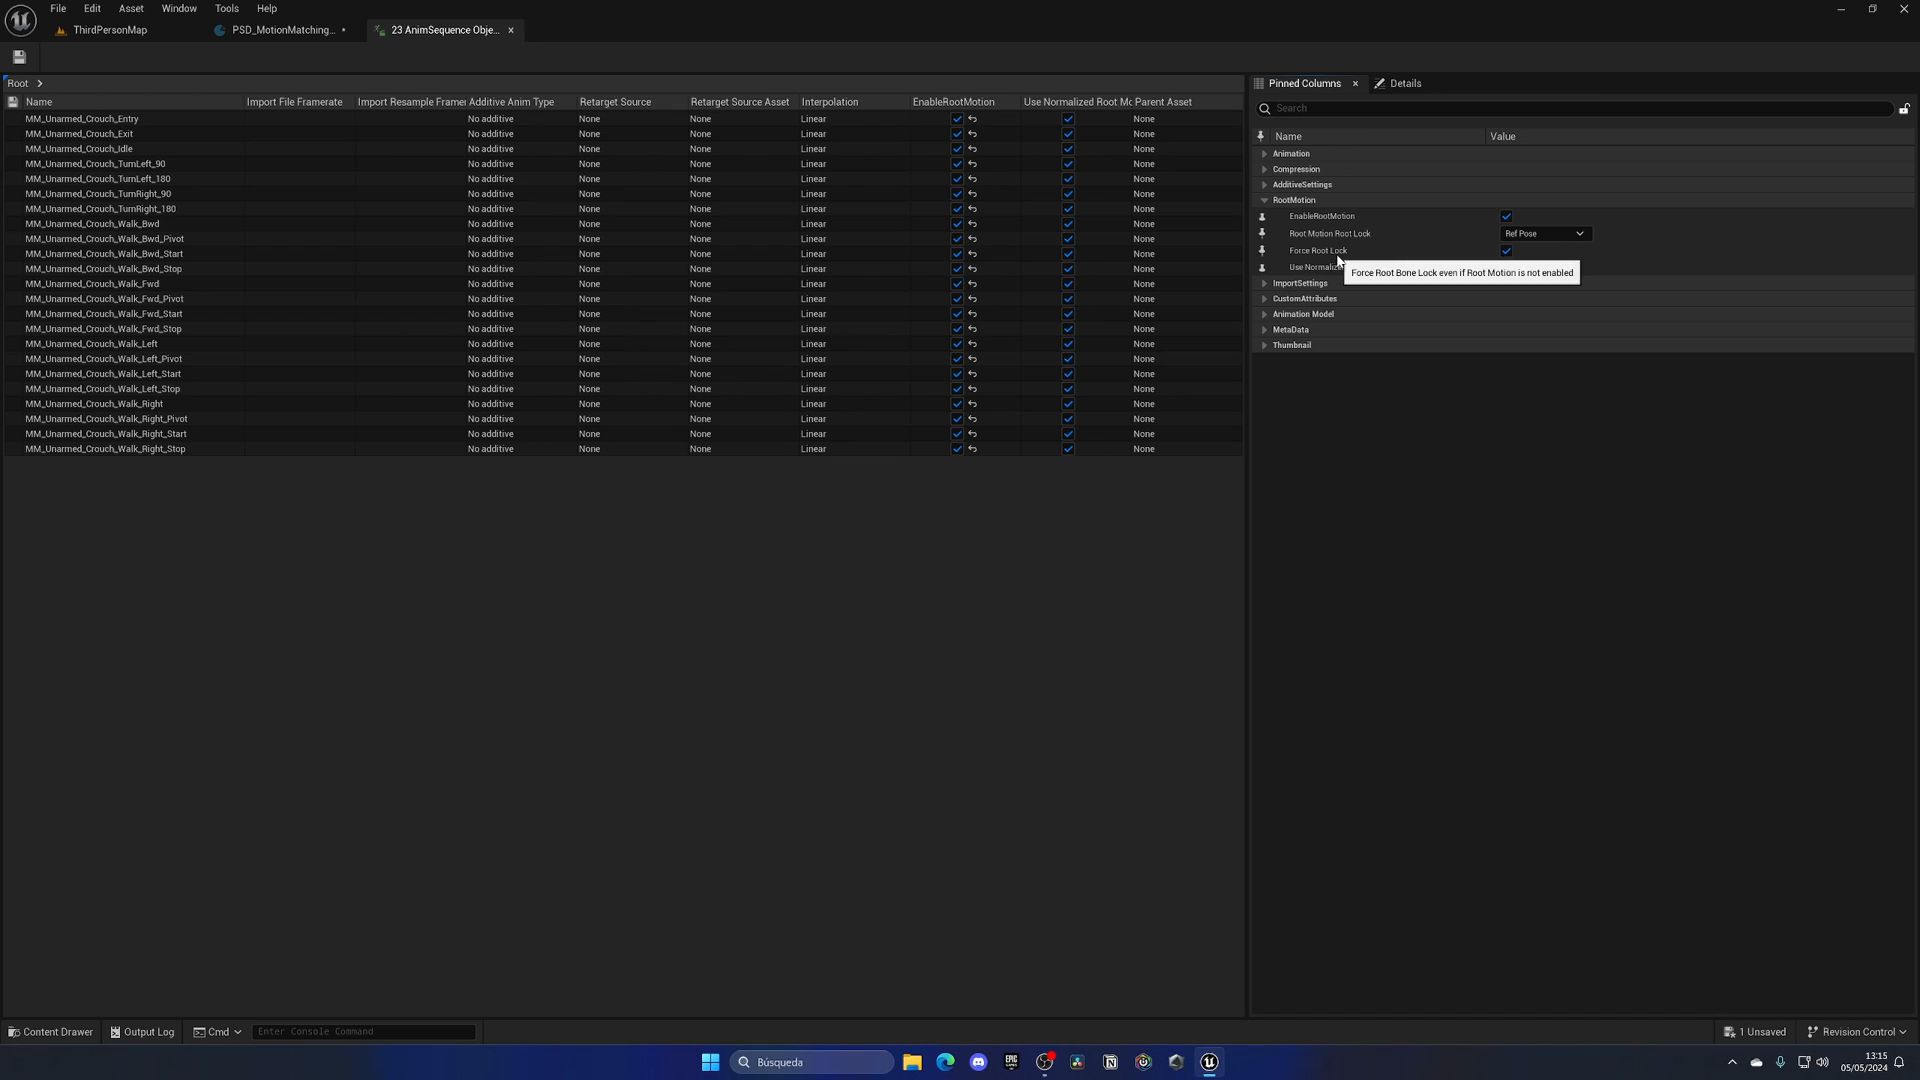 File Edit Asset Window Tools Help
ThirdPersonMap PSD_MotionMatching... • 23 AnimSequence Obje...
Root
Name Import File Framerate Import Resample Framer Additive Anim Type Retarget Source Retarget Source Asset Interpolation EnableRootMotion Use Normalized Root Mc Parent Asset
MM_Unarmed_Crouch_Entry No additive None None Linear None
MM_Unarmed_Crouch_Exit No additive None None Linear None
MM_Unarmed_Crouch_Idle No additive None None Linear None
MM_Unarmed_Crouch_TurnLeft_90 No additive None None Linear None
MM_Unarmed_Crouch_TurnLeft_180 No additive None None Linear None
MM_Unarmed_Crouch_TurnRight_90 No additive None None Linear None
MM_Unarmed_Crouch_TurnRight_180 No additive None None Linear None
MM_Unarmed_Crouch_Walk_Bwd No additive None None Linear None
MM_Unarmed_Crouch_Walk_Bwd_Pivot No additive None None Linear None
MM_Unarmed_Crouch_Walk_Bwd_Start No additive None None Linear None
MM_Unarmed_Crouch_Walk_Bwd_Stop No additive None None Linear None
MM_Unarmed_Crouch_Walk_Fwd No additive None None Linear None
MM_Unarmed_Crouch_Walk_Fwd_Pivot No additive None None Linear None
MM_Unarmed_Crouch_Walk_Fwd_Start No additive None None Linear None
MM_Unarmed_Crouch_Walk_Fwd_Stop No additive None None Linear None
MM_Unarmed_Crouch_Walk_Left No additive None None Linear None
MM_Unarmed_Crouch_Walk_Left_Pivot No additive None None Linear None
MM_Unarmed_Crouch_Walk_Left_Start No additive None None Linear None
MM_Unarmed_Crouch_Walk_Left_Stop No additive None None Linear None
MM_Unarmed_Crouch_Walk_Right No additive None None Linear None
MM_Unarmed_Crouch_Walk_Right_Pivot No additive None None Linear None
MM_Unarmed_Crouch_Walk_Right_Start No additive None None Linear None
MM_Unarmed_Crouch_Walk_Right_Stop No additive None None Linear None
Pinned Columns Details
Search
Name Value
Animation
Compression
AdditiveSettings
RootMotion
EnableRootMotion
Root Motion Root Lock Ref Pose
Force Root Lock
Use Normalize
Force Root Bone Lock even if Root Motion is not enabled
ImportSettings
CustomAttributes
Animation Model
MetaData
Thumbnail
Content Drawer Output Log Cmd Enter Console Command 1 Unsaved Revision Control
Búsqueda
EPIC GAMES
13:15
05/05/2024